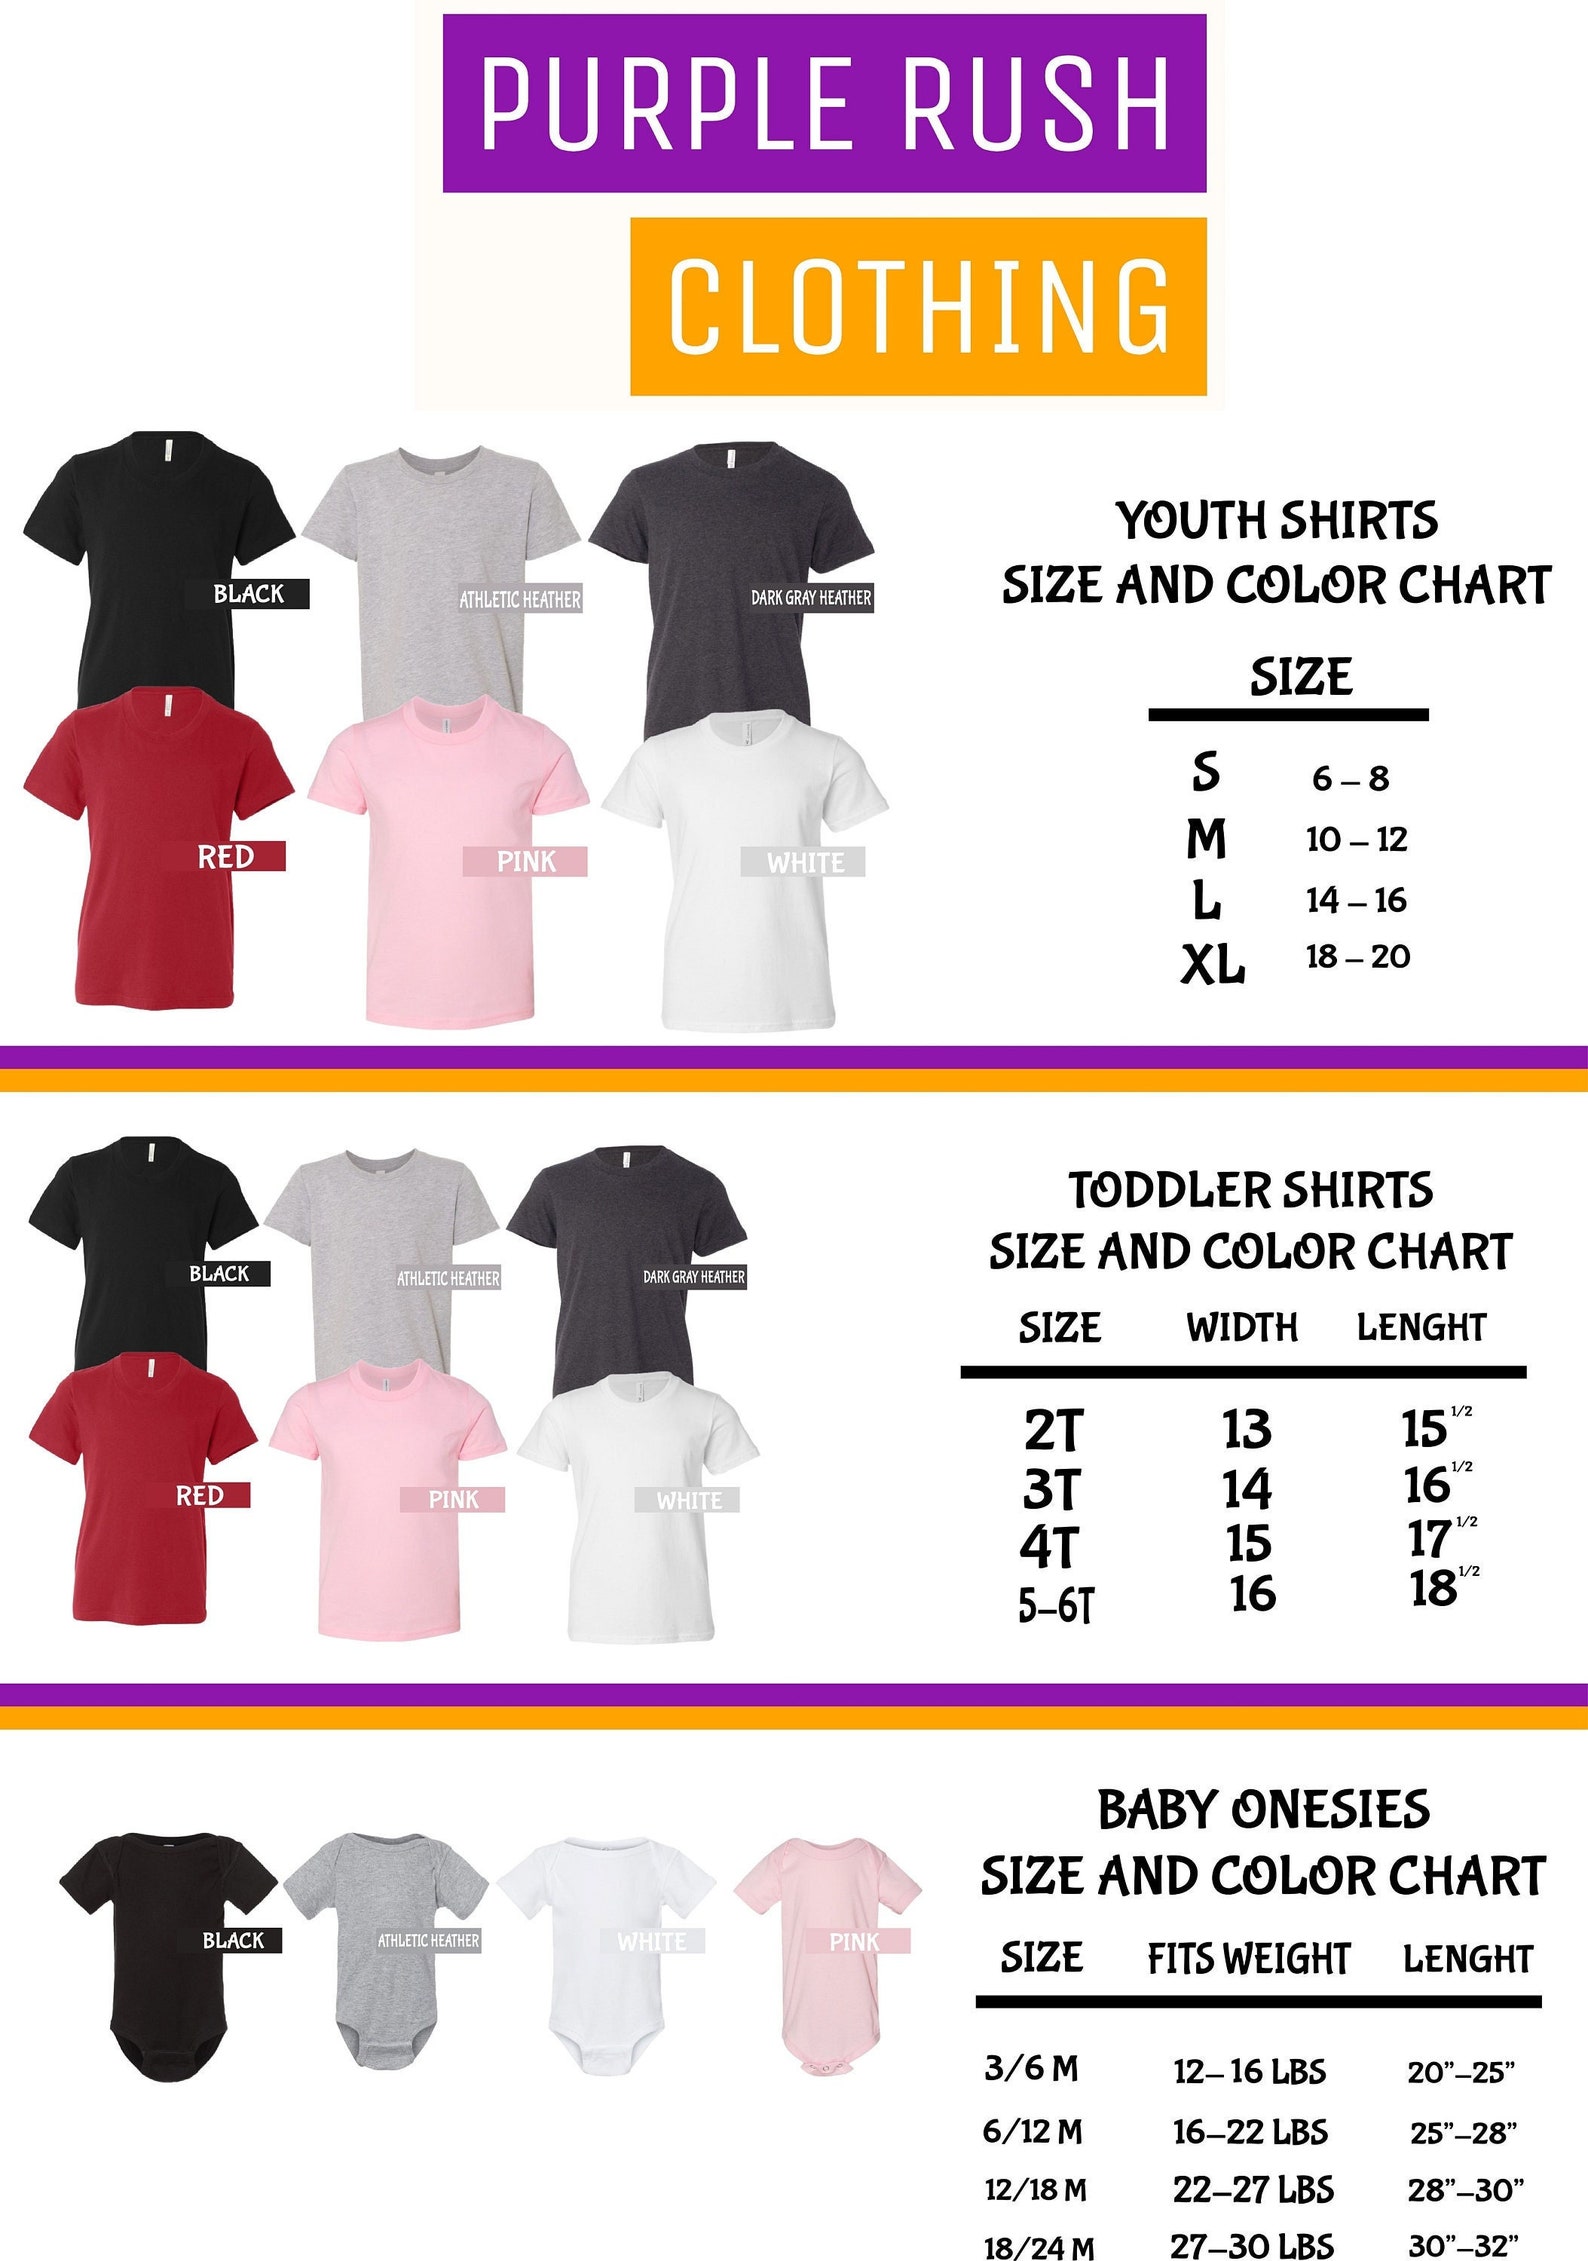 PURPLE RUSH
CLOTHING
BLACK
ATHLETIC HEATHER
DARK GRAY HEATHER
RED
PINK
WHITE
YOUTH SHIRTS
SIZE AND COLOR CHART
SIZE
S 6 – 8
M 10 – 12
L 14 – 16
XL 18 – 20
BLACK
ATHLETIC HEATHER
DARK GRAY HEATHER
RED
PINK
WHITE
TODDLER SHIRTS
SIZE AND COLOR CHART
SIZE WIDTH LENGHT
2T 13 15 1/2
3T 14 16 1/2
4T 15 17 1/2
5–6T 16 18 1/2
BLACK
ATHLETIC HEATHER
WHITE
PINK
BABY ONESIES
SIZE AND COLOR CHART
SIZE FITS WEIGHT LENGHT
3/6 M 12– 16 LBS 20”–25”
6/12 M 16–22 LBS 25”–28”
12/18 M 22–27 LBS 28”–30”
18/24 M 27–30 LBS 30”–32”